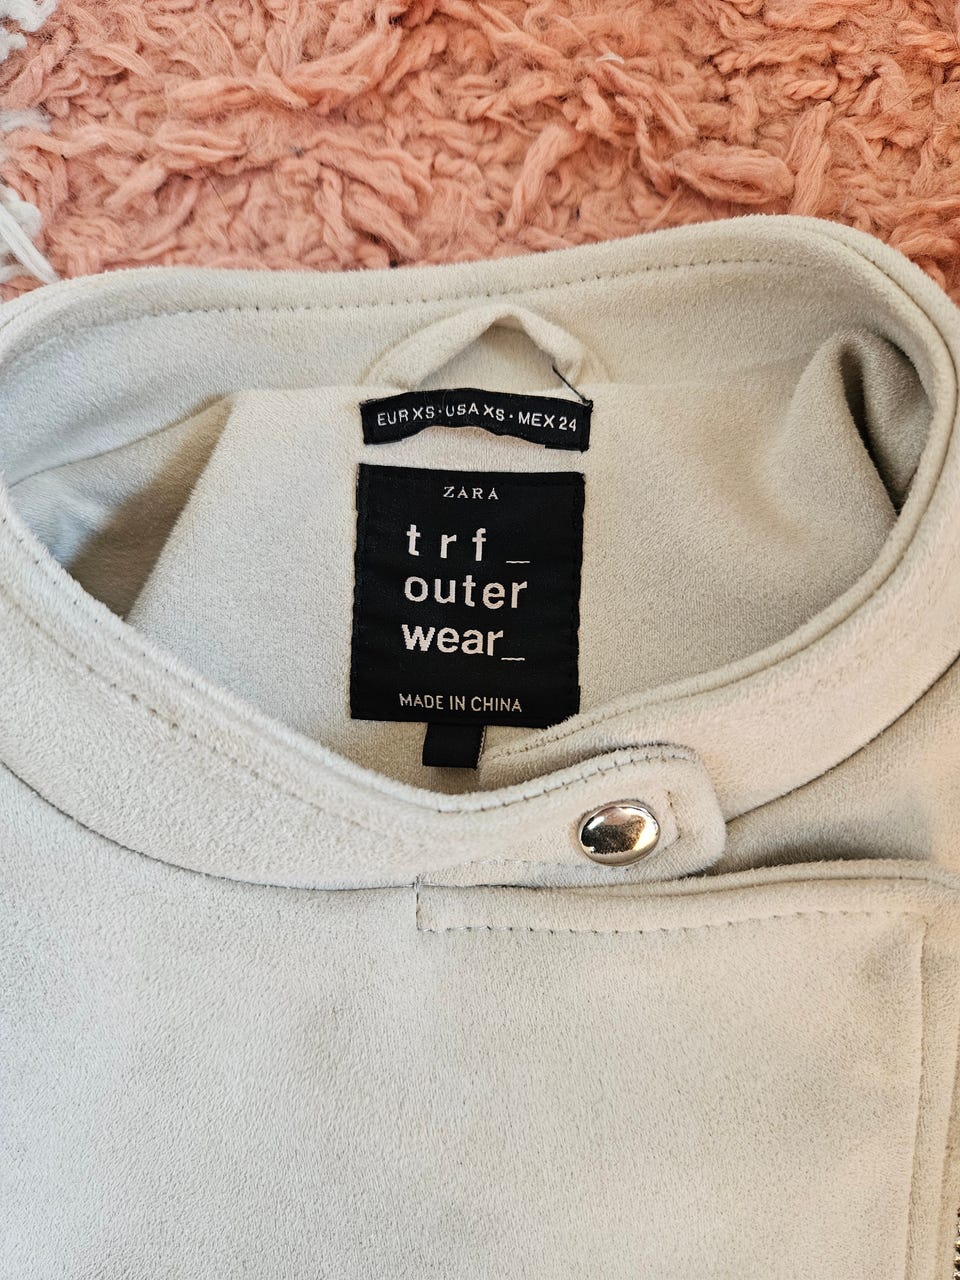 EUR XS · USA XS · MEX 24
ZARA
trf_
outer
wear_
MADE IN CHINA